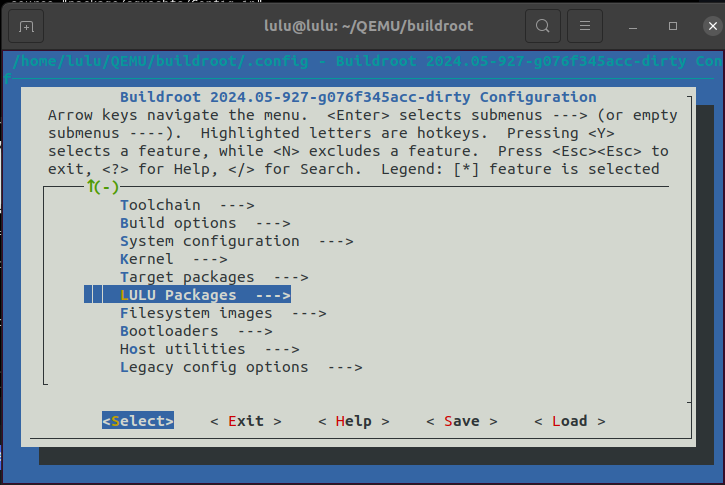 lulu@lulu: ~/QEMU/buildroot
/home/lulu/QEMU/buildroot/.config - Buildroot 2024.05-927-g076f345acc-dirty Con
f
Buildroot 2024.05-927-g076f345acc-dirty Configuration
Arrow keys navigate the menu.  <Enter> selects submenus ---> (or empty
submenus ----).  Highlighted letters are hotkeys.  Pressing <Y>
selects a feature, while <N> excludes a feature.  Press <Esc><Esc> to
exit, <?> for Help, </> for Search.  Legend: [*] feature is selected
↑(-)
Toolchain  --->
Build options  --->
System configuration  --->
Kernel  --->
Target packages  --->
LULU Packages  --->
Filesystem images  --->
Bootloaders  --->
Host utilities  --->
Legacy config options  --->
<Select>    < Exit >    < Help >    < Save >    < Load >